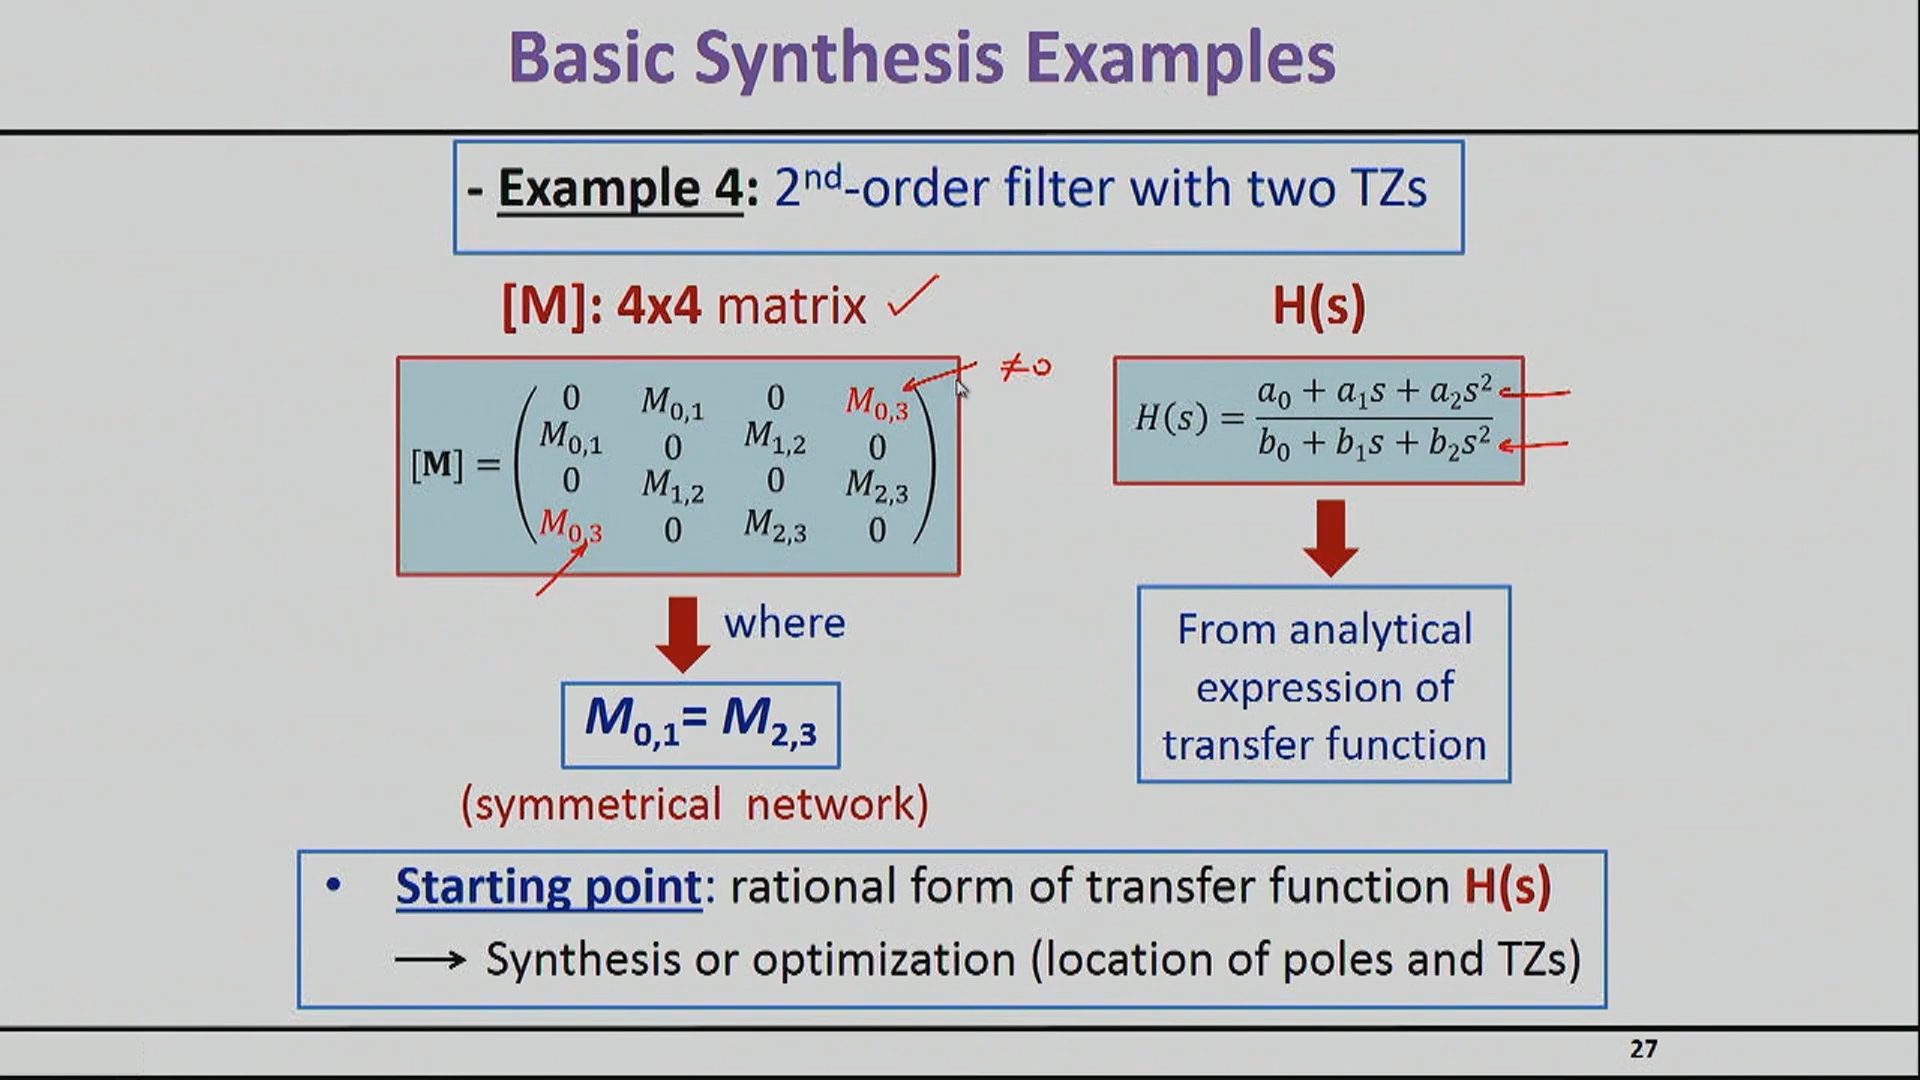 Basic Synthesis Examples
- Example 4: 2nd-order filter with two TZs
[M]: 4x4 matrix ✓
H(s)
≠0
[M] = ( 0 M0,1 0 M0,3
M0,1 0 M1,2 0
0 M1,2 0 M2,3
M0,3 0 M2,3 0 )
H(s) = a0 + a1s + a2s²
b0 + b1s + b2s²
where
M0,1= M2,3
(symmetrical network)
From analytical
expression of
transfer function
• Starting point: rational form of transfer function H(s)
→ Synthesis or optimization (location of poles and TZs)
27